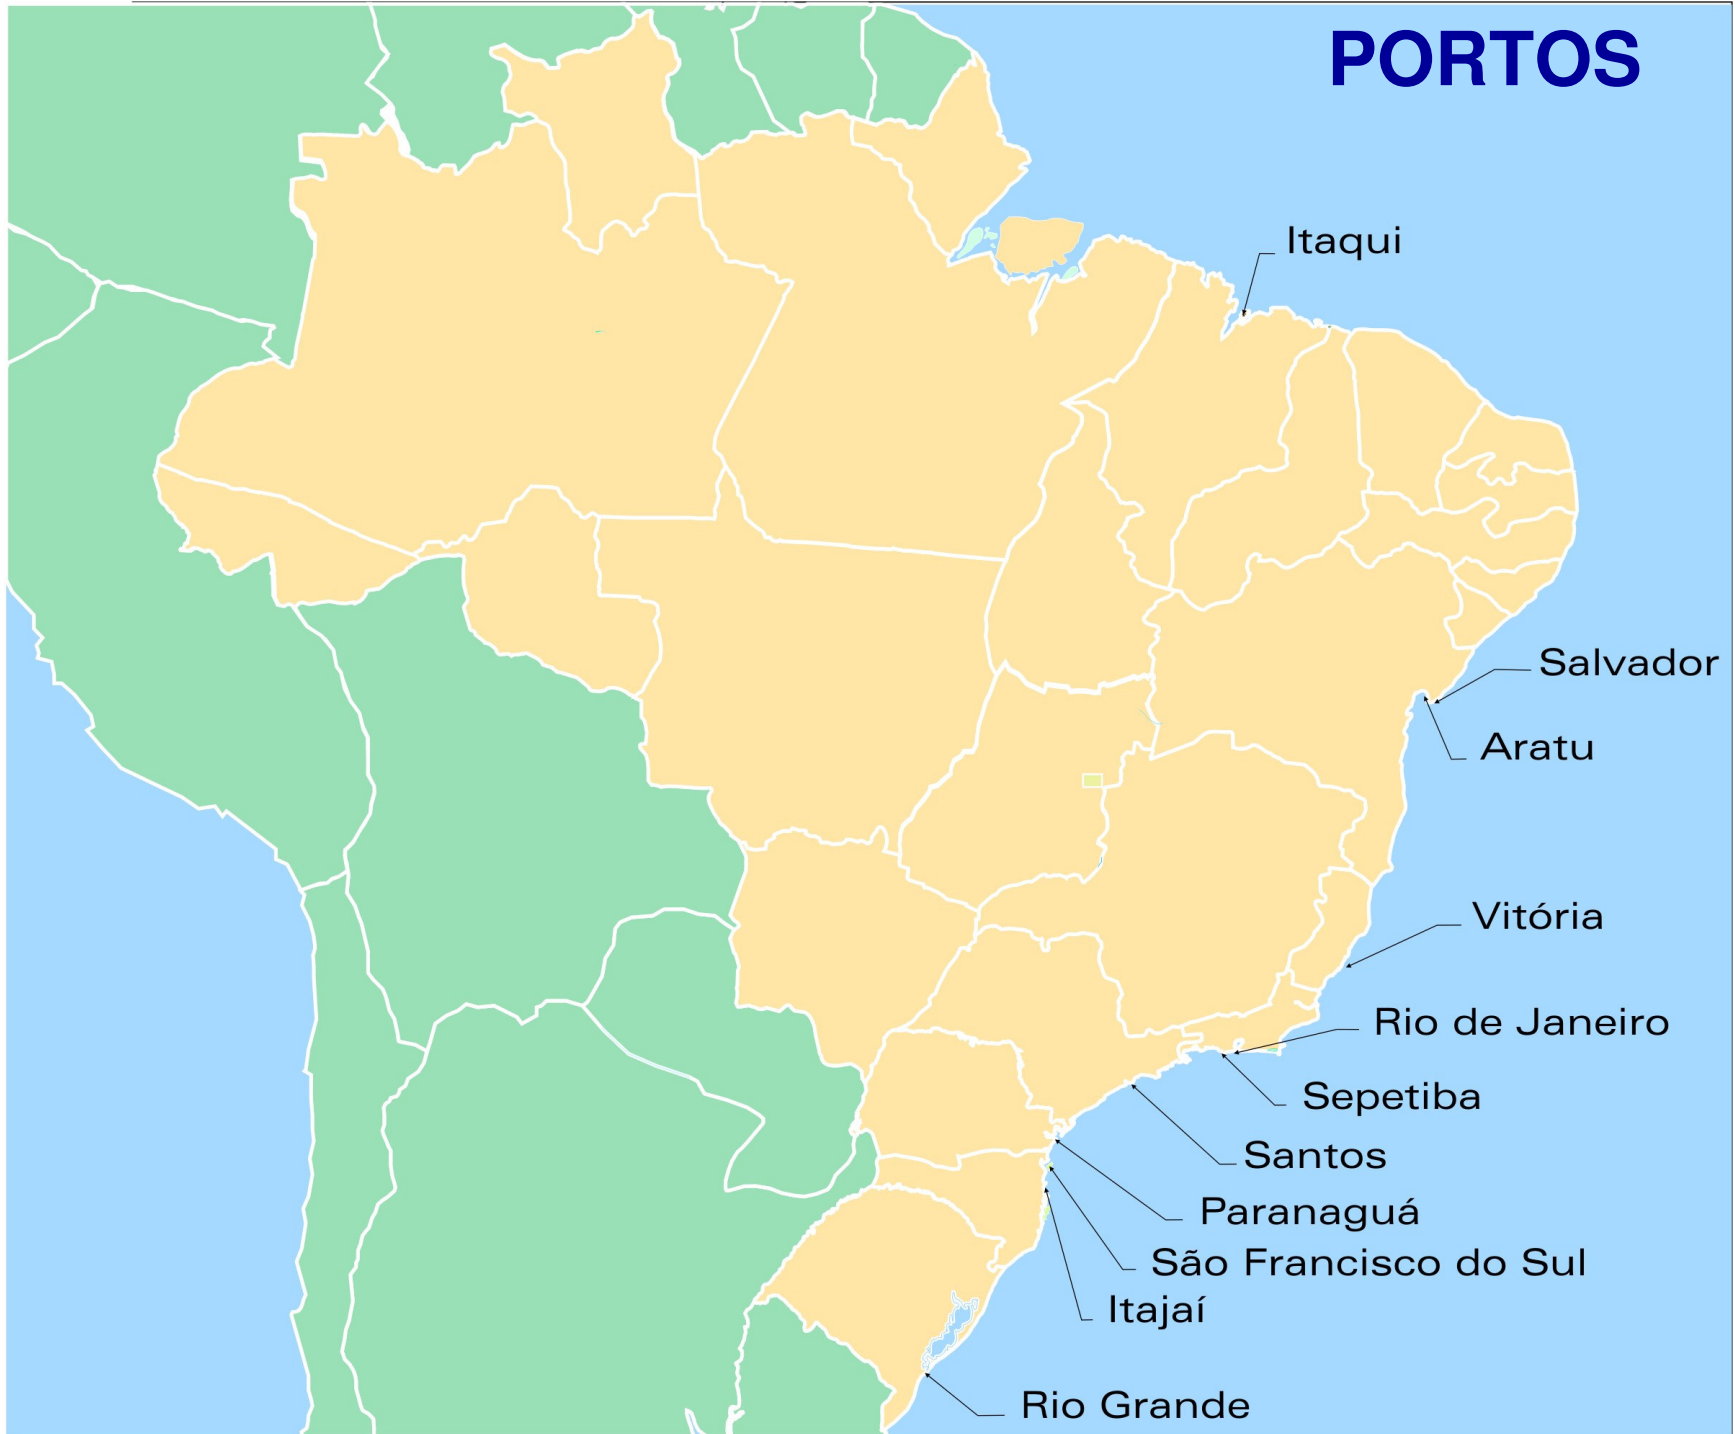 PORTOS
Itaqui
Salvador
Aratu
Vitória
Rio de Janeiro
Sepetiba
Santos
Paranaguá
São Francisco do Sul
Itajaí
Rio Grande